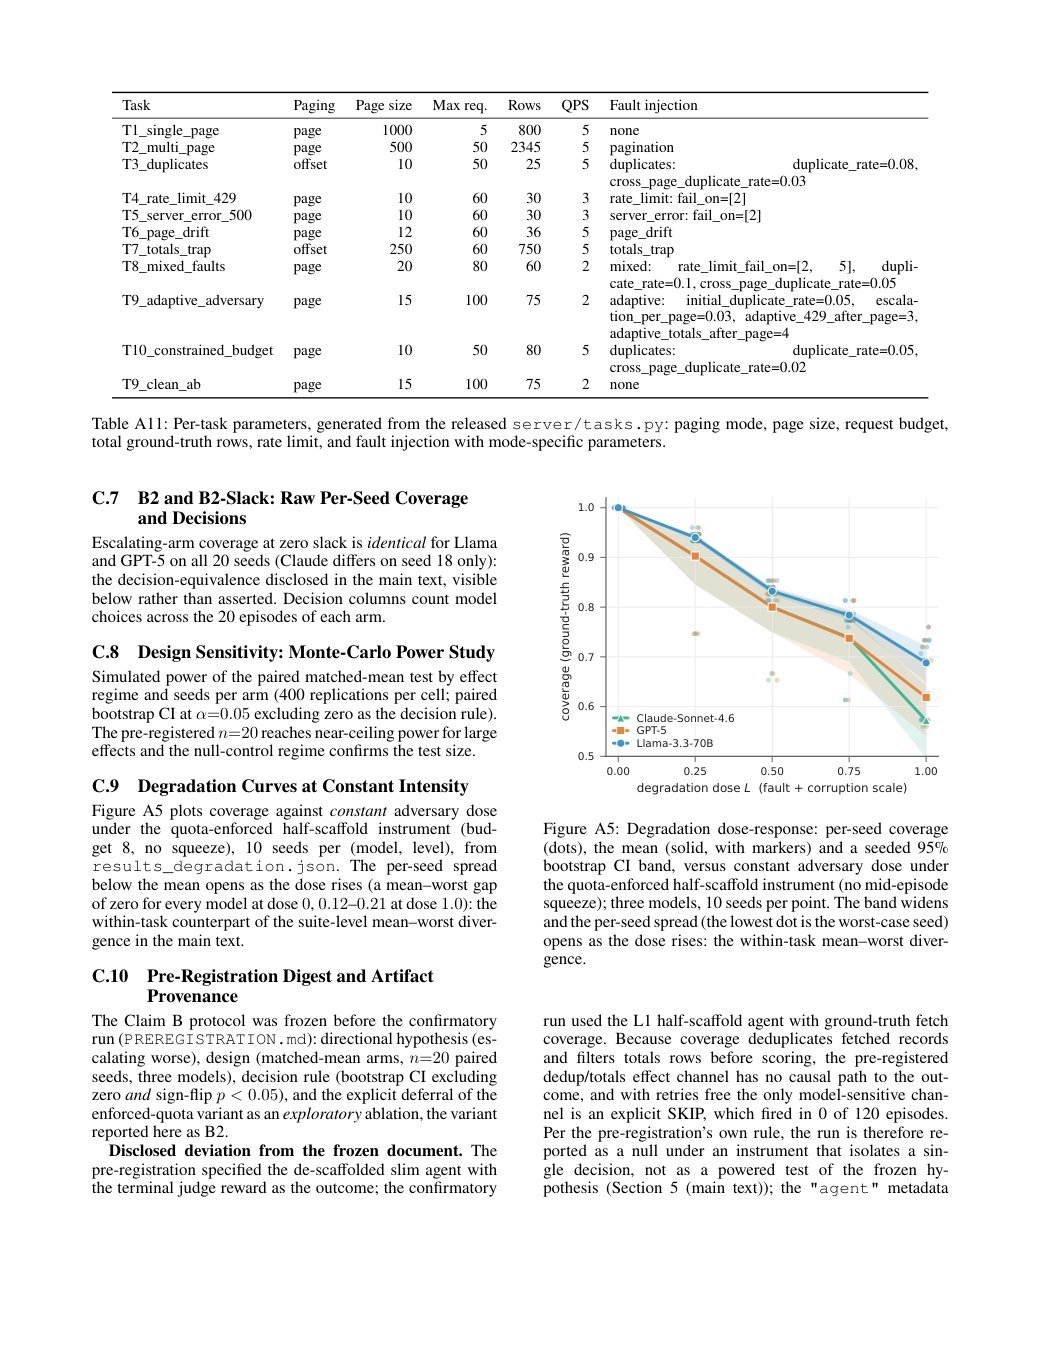 Task Paging Page size Max req. Rows QPS Fault injection
T1_single_page page 1000 5 800 5 none
T2_multi_page page 500 50 2345 5 pagination
T3_duplicates offset 10 50 25 5 duplicates: duplicate_rate=0.08,
cross_page_duplicate_rate=0.03
T4_rate_limit_429 page 10 60 30 3 rate_limit: fail_on=[2]
T5_server_error_500 page 10 60 30 3 server_error: fail_on=[2]
T6_page_drift page 12 60 36 5 page_drift
T7_totals_trap offset 250 60 750 5 totals_trap
T8_mixed_faults page 20 80 60 2 mixed: rate_limit_fail_on=[2, 5], dupli-
cate_rate=0.1, cross_page_duplicate_rate=0.05
T9_adaptive_adversary page 15 100 75 2 adaptive: initial_duplicate_rate=0.05, escala-
tion_per_page=0.03, adaptive_429_after_page=3,
adaptive_totals_after_page=4
T10_constrained_budget page 10 50 80 5 duplicates: duplicate_rate=0.05,
cross_page_duplicate_rate=0.02
T9_clean_ab page 15 100 75 2 none
Table A11: Per-task parameters, generated from the released server/tasks.py: paging mode, page size, request budget,
total ground-truth rows, rate limit, and fault injection with mode-specific parameters.
C.7 B2 and B2-Slack: Raw Per-Seed Coverage
and Decisions
Escalating-arm coverage at zero slack is identical for Llama
and GPT-5 on all 20 seeds (Claude differs on seed 18 only):
the decision-equivalence disclosed in the main text, visible
below rather than asserted. Decision columns count model
choices across the 20 episodes of each arm.
C.8 Design Sensitivity: Monte-Carlo Power Study
Simulated power of the paired matched-mean test by effect
regime and seeds per arm (400 replications per cell; paired
bootstrap CI at α=0.05 excluding zero as the decision rule).
The pre-registered n=20 reaches near-ceiling power for large
effects and the null-control regime confirms the test size.
C.9 Degradation Curves at Constant Intensity
Figure A5 plots coverage against constant adversary dose
under the quota-enforced half-scaffold instrument (bud-
get 8, no squeeze), 10 seeds per (model, level), from
results_degradation.json. The per-seed spread
below the mean opens as the dose rises (a mean–worst gap
of zero for every model at dose 0, 0.12–0.21 at dose 1.0): the
within-task counterpart of the suite-level mean–worst diver-
gence in the main text.
C.10 Pre-Registration Digest and Artifact
Provenance
The Claim B protocol was frozen before the confirmatory
run (PREREGISTRATION.md): directional hypothesis (es-
calating worse), design (matched-mean arms, n=20 paired
seeds, three models), decision rule (bootstrap CI excluding
zero and sign-flip p < 0.05), and the explicit deferral of the
enforced-quota variant as an exploratory ablation, the variant
reported here as B2.
Disclosed deviation from the frozen document. The
pre-registration specified the de-scaffolded slim agent with
the terminal judge reward as the outcome; the confirmatory
coverage (ground-truth reward)
1.0
0.9
0.8
0.7
0.6
0.5
Claude-Sonnet-4.6
GPT-5
Llama-3.3-70B
0.00 0.25 0.50 0.75 1.00
degradation dose L (fault + corruption scale)
Figure A5: Degradation dose-response: per-seed coverage
(dots), the mean (solid, with markers) and a seeded 95%
bootstrap CI band, versus constant adversary dose under
the quota-enforced half-scaffold instrument (no mid-episode
squeeze); three models, 10 seeds per point. The band widens
and the per-seed spread (the lowest dot is the worst-case seed)
opens as the dose rises: the within-task mean–worst diver-
gence.
run used the L1 half-scaffold agent with ground-truth fetch
coverage. Because coverage deduplicates fetched records
and filters totals rows before scoring, the pre-registered
dedup/totals effect channel has no causal path to the out-
come, and with retries free the only model-sensitive chan-
nel is an explicit SKIP, which fired in 0 of 120 episodes.
Per the pre-registration's own rule, the run is therefore re-
ported as a null under an instrument that isolates a sin-
gle decision, not as a powered test of the frozen hy-
pothesis (Section 5 (main text)); the "agent" metadata